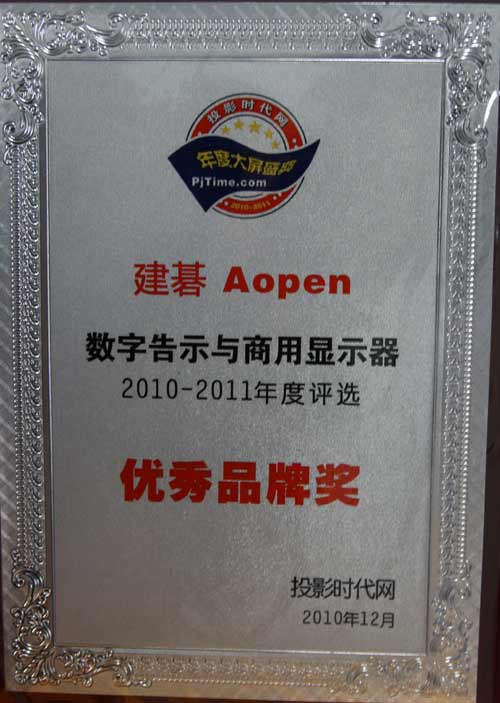 投影时代网
年度大屏盛典
PjTime.com
2010-2011
建碁 Aopen
数字告示与商用显示器
2010-2011年度评选
优秀品牌奖
投影时代网
2010年12月